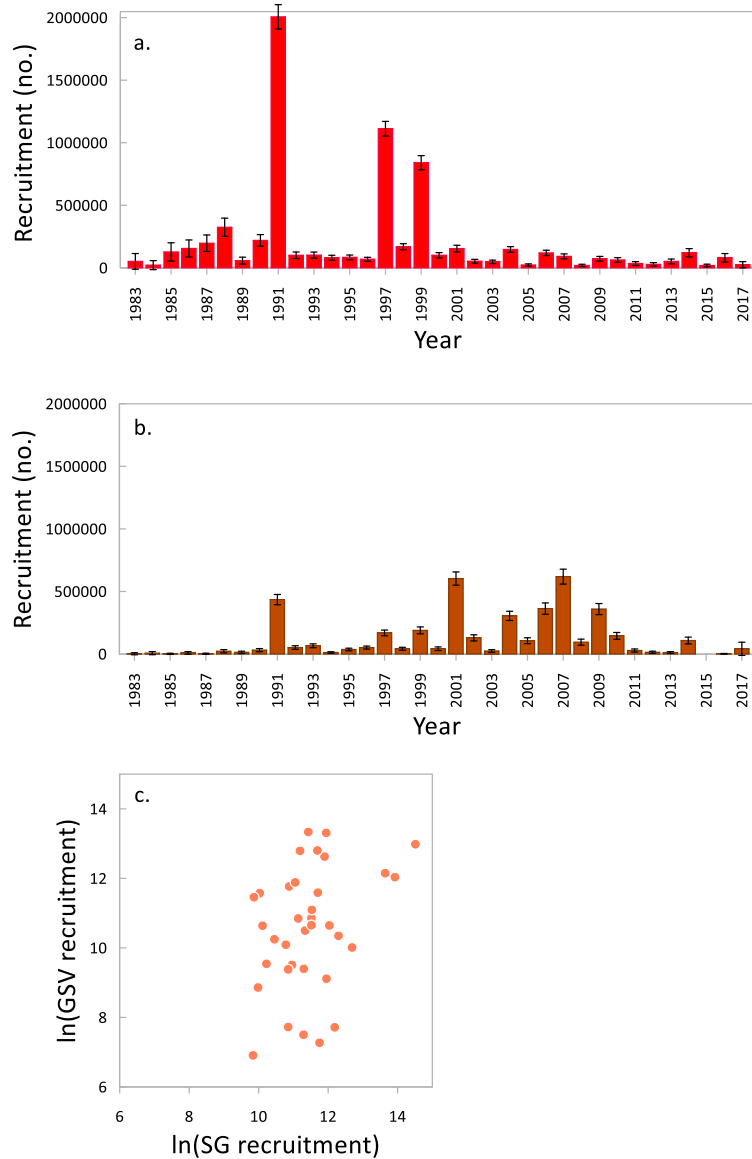 a.
Recruitment (no.)
2000000
1500000
1000000
500000
0
1983 1985 1987 1989 1991 1993 1995 1997 1999 2001 2003 2005 2007 2009 2011 2013 2015 2017
Year
b.
Recruitment (no.)
2000000
1500000
1000000
500000
0
1983 1985 1987 1989 1991 1993 1995 1997 1999 2001 2003 2005 2007 2009 2011 2013 2015 2017
Year
c.
ln(GSV recruitment)
14
12
10
8
6
6 8 10 12 14
ln(SG recruitment)